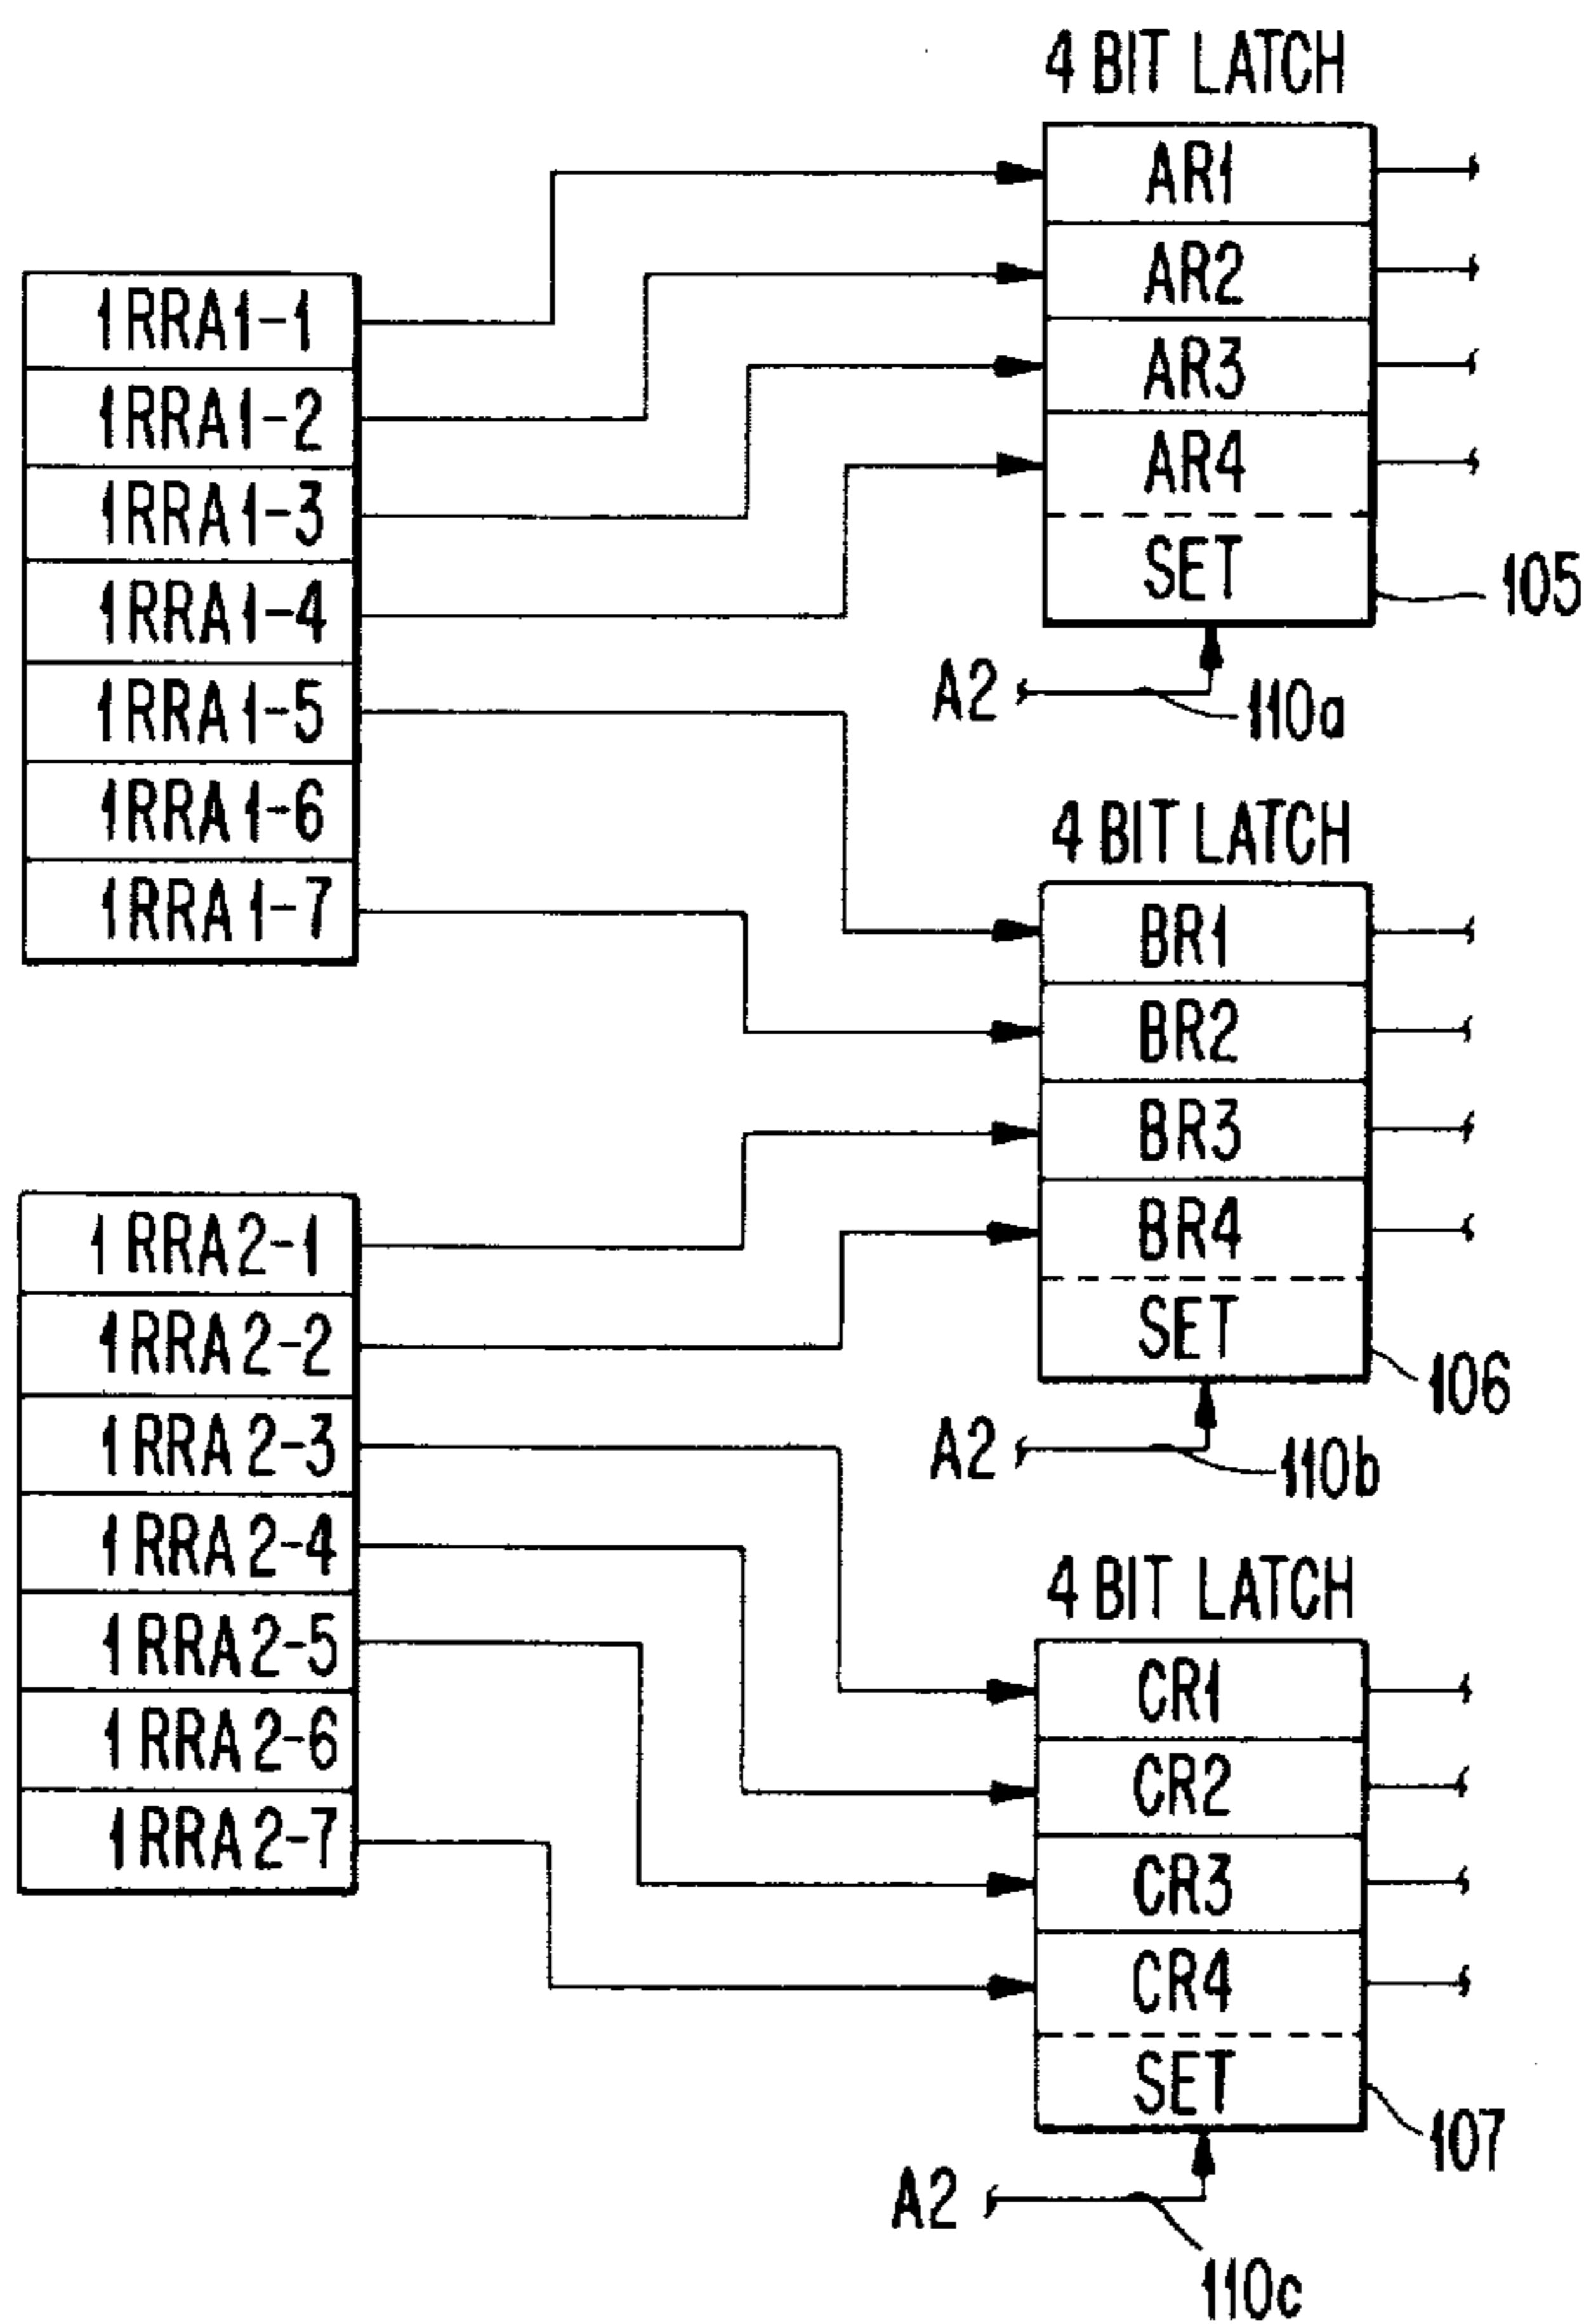 4 BIT LATCH
AR1
AR2
AR3
AR4
SET
105
A2
110a
1RRA1-1
1RRA1-2
1RRA1-3
1RRA1-4
1RRA1-5
1RRA1-6
1RRA1-7
4 BIT LATCH
BR1
BR2
BR3
BR4
SET
106
A2
110b
1RRA2-1
1RRA2-2
1RRA2-3
1RRA2-4
1RRA2-5
1RRA2-6
1RRA2-7
4 BIT LATCH
CR1
CR2
CR3
CR4
SET
107
A2
110c